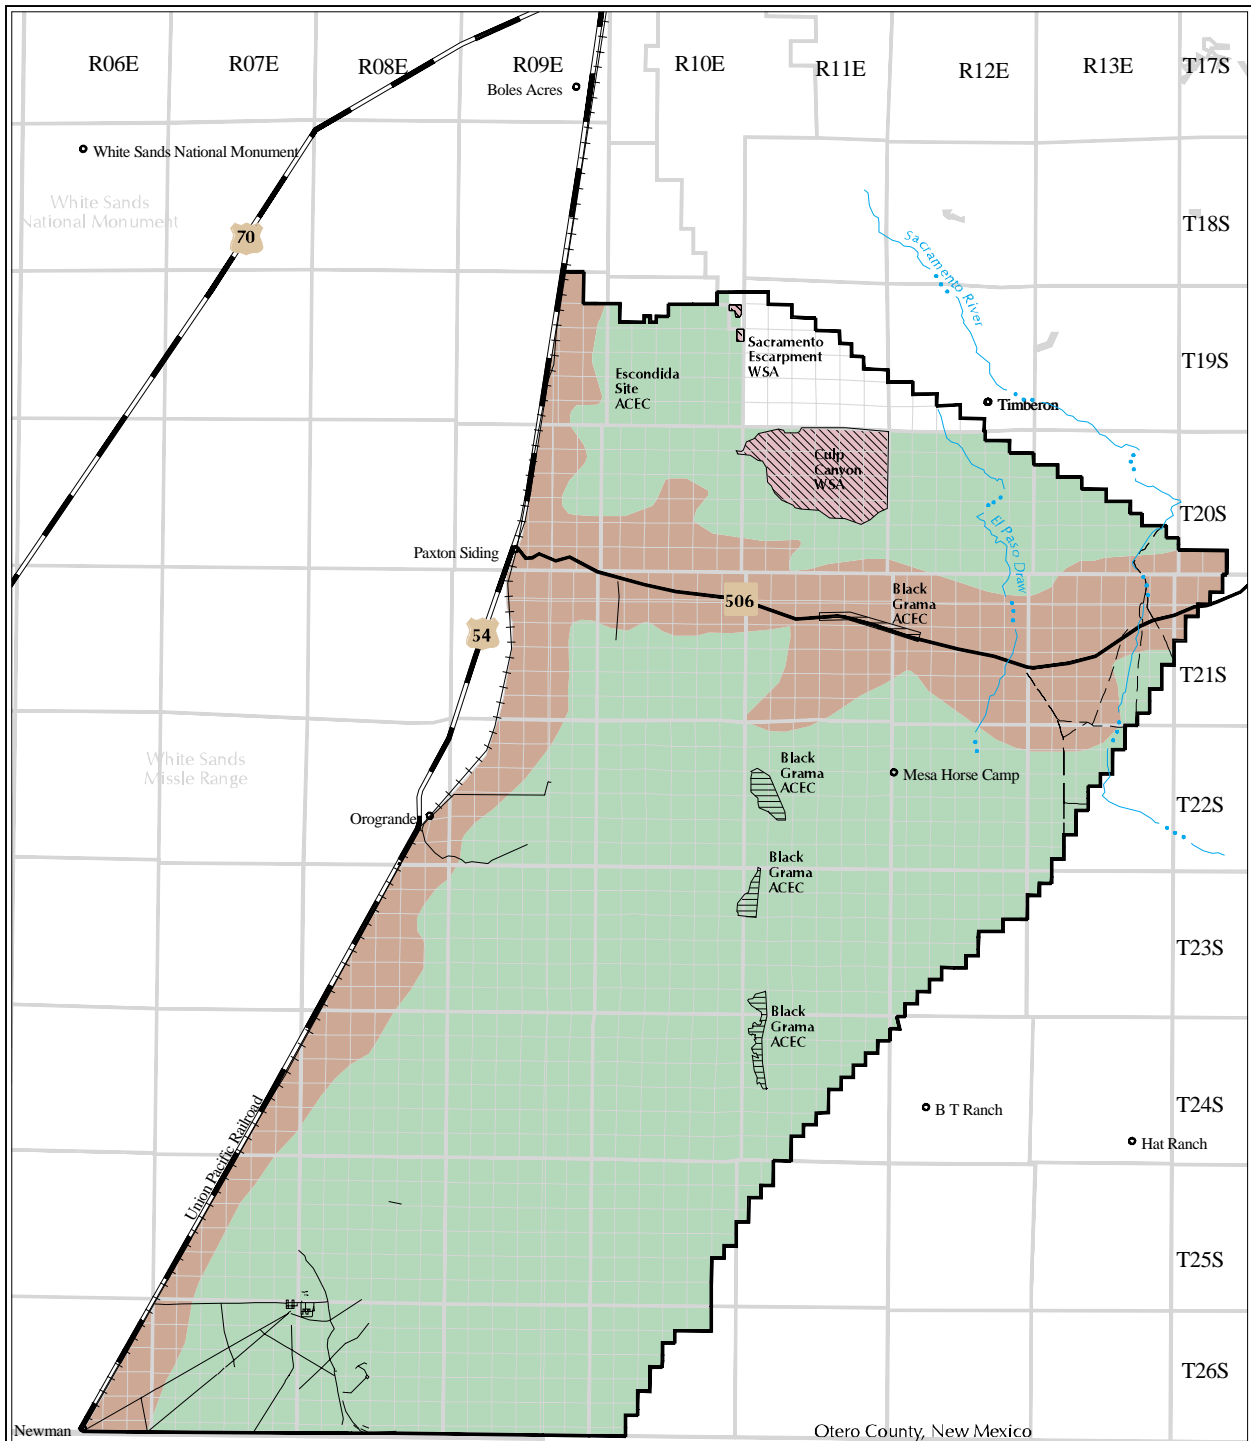 R06E
R07E
R08E
R09E
R10E
R11E
R12E
R13E
T17S
Boles Acres
White Sands National Monument
White Sands
National Monument
70
Sacramento River
T18S
Sacramento
Escarpment
WSA
T19S
Escondida
Site
ACEC
Timberon
Culp
Canyon
WSA
T20S
El Paso Draw
Paxton Siding
506
Black
Grama
ACEC
54
T21S
White Sands
Missle Range
Black
Grama
ACEC
Mesa Horse Camp
T22S
Orogrande
Black
Grama
ACEC
T23S
Black
Grama
ACEC
Union Pacific Railroad
B T Ranch
T24S
Hat Ranch
T25S
T26S
Newman
Otero County, New Mexico